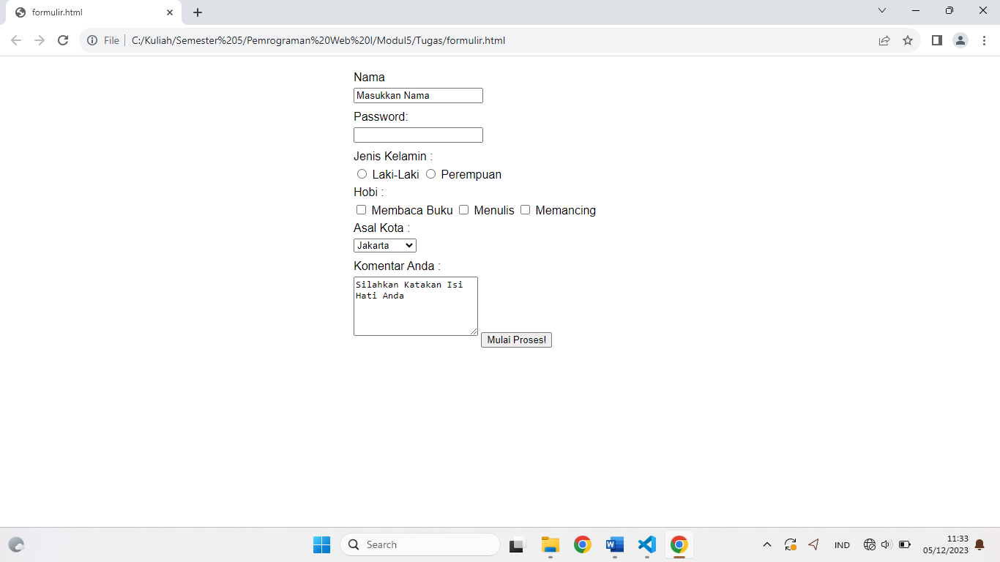 formulir.html
File
C:/Kuliah/Semester%205/Pemrograman%20Web%20I/Modul5/Tugas/formulir.html
Nama
Masukkan Nama
Password:
Jenis Kelamin :
Laki-Laki Perempuan
Hobi :
Membaca Buku Menulis Memancing
Asal Kota :
Jakarta
Komentar Anda :
Silahkan Katakan Isi
Hati Anda
Mulai Proses!
Search
IND
11:33
05/12/2023